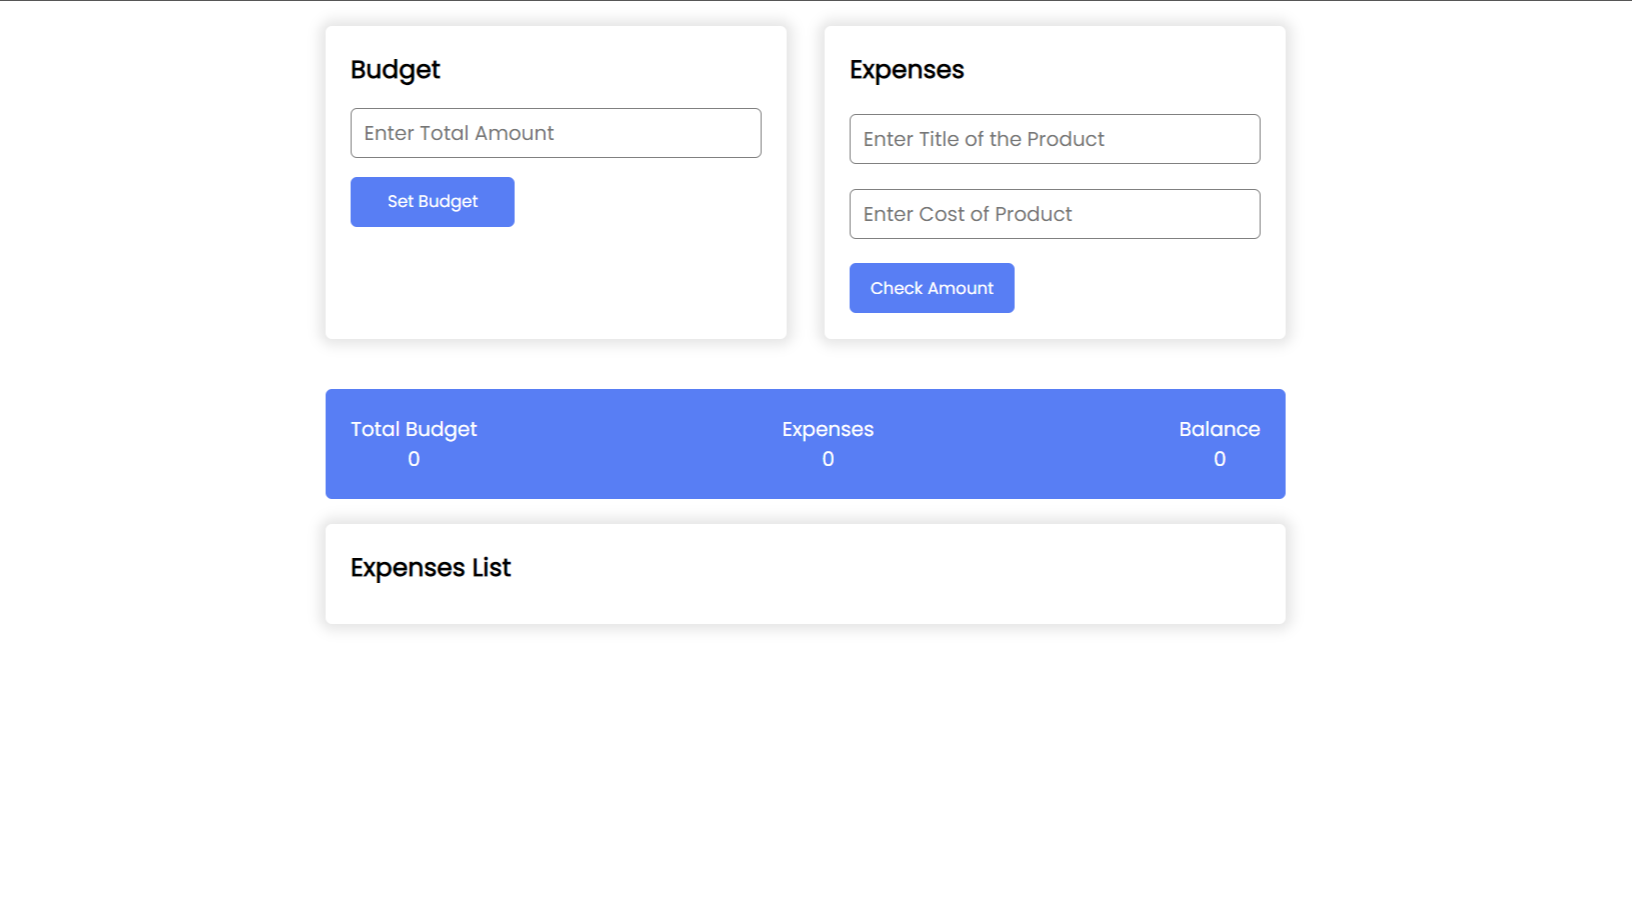 Budget
Enter Total Amount
Set Budget
Expenses
Enter Title of the Product
Enter Cost of Product
Check Amount
Total Budget
0
Expenses
0
Balance
0
Expenses List